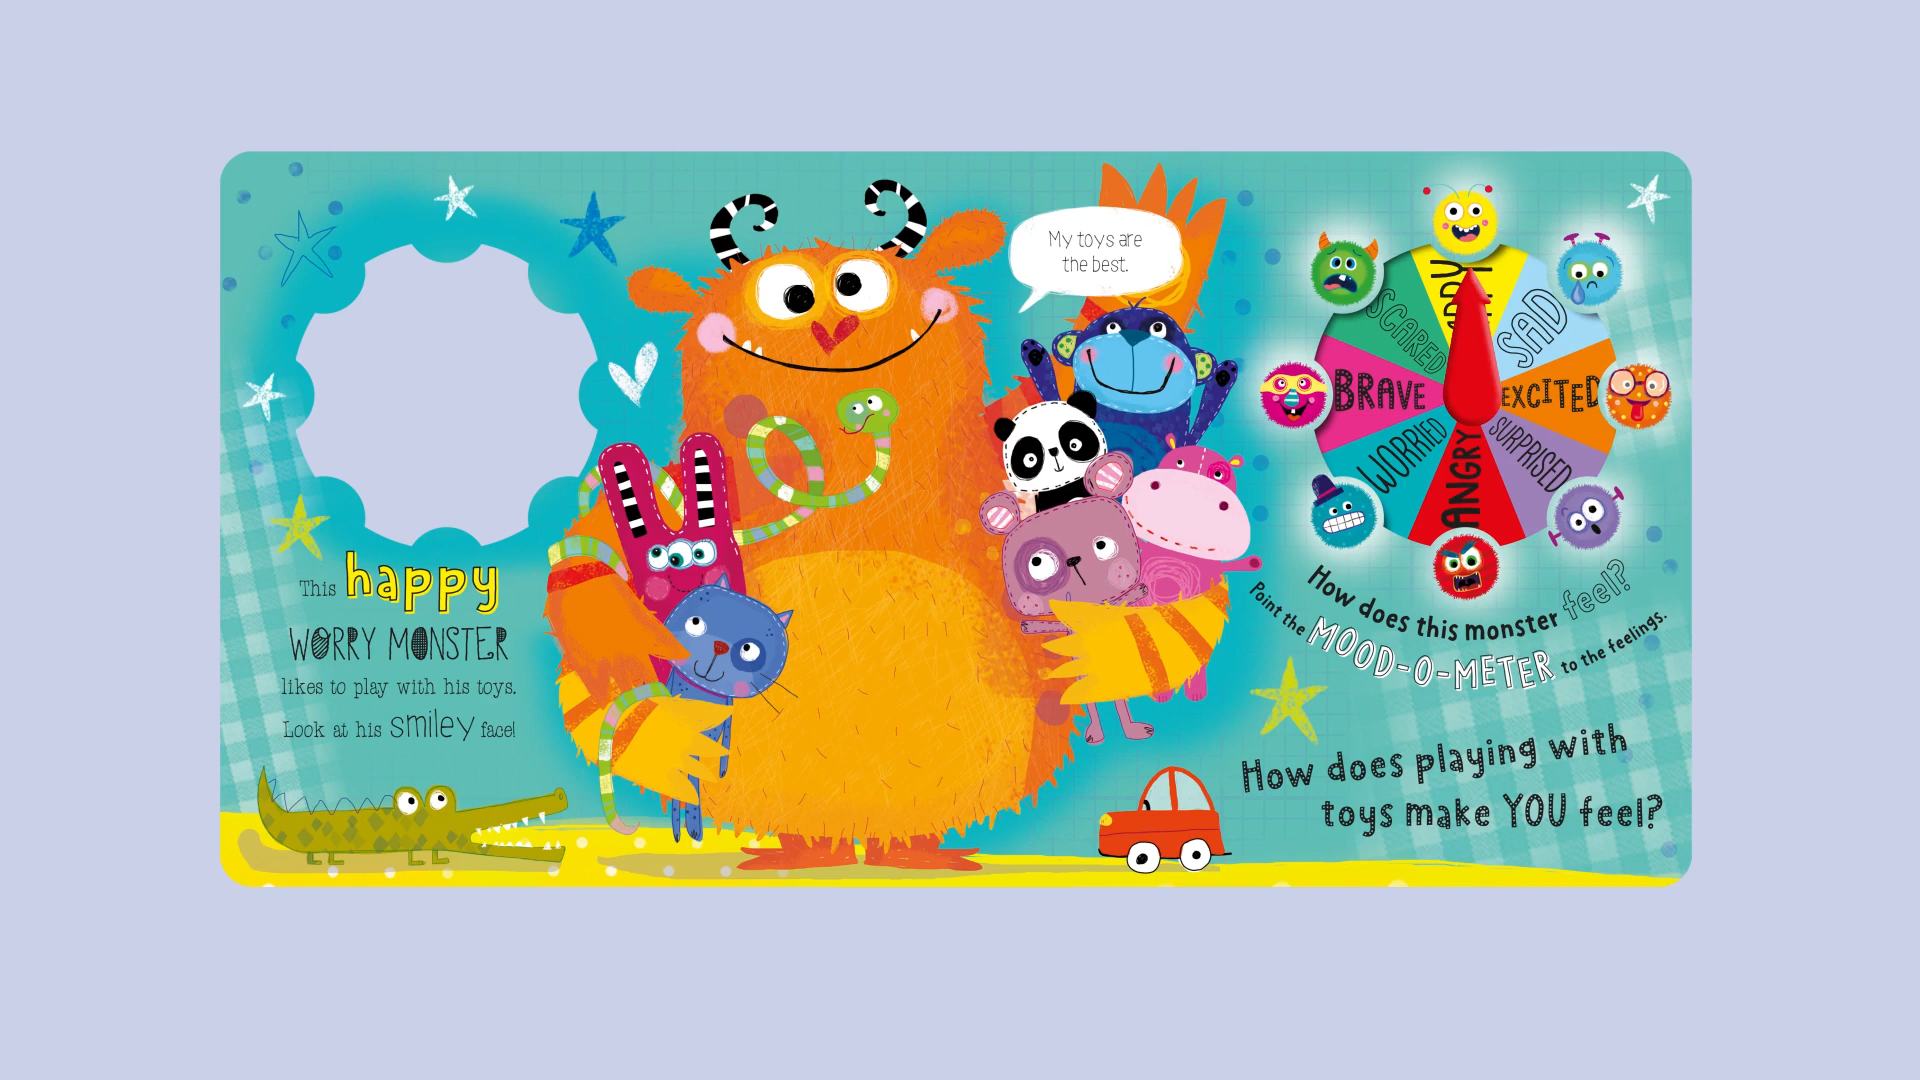 This happy
WORRY MONSTER
likes to play with his toys.
Look at his smiley face!
My toys are
the best.
SAD
EXCITED
SURPRISED
ANGRY
WORRIED
BRAVE
SCARED
How does this monster feel?
Point the MOOD-O-METER to the feelings.
How does playing with
toys make YOU feel?